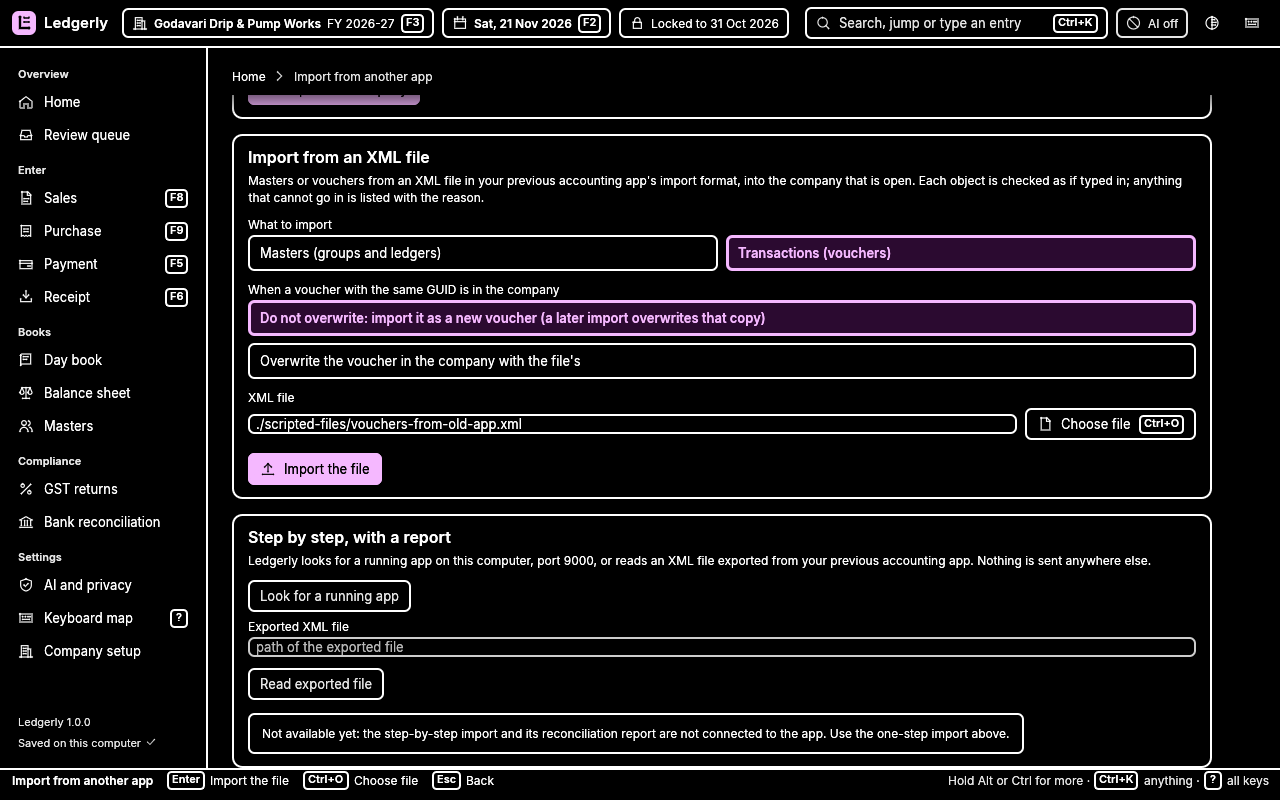 Ledgerly
Godavari Drip & Pump Works FY 2026-27 F3
Sat, 21 Nov 2026 F2
Locked to 31 Oct 2026
Search, jump or type an entry Ctrl+K
AI off
Overview
Home
Review queue
Enter
Sales F8
Purchase F9
Payment F5
Receipt F6
Books
Day book
Balance sheet
Masters
Compliance
GST returns
Bank reconciliation
Settings
AI and privacy
Keyboard map ?
Company setup
Ledgerly 1.0.0
Saved on this computer
Home > Import from another app
Import from an XML file
Masters or vouchers from an XML file in your previous accounting app's import format, into the company that is open. Each object is checked as if typed in; anything
that cannot go in is listed with the reason.
What to import
Masters (groups and ledgers)
Transactions (vouchers)
When a voucher with the same GUID is in the company
Do not overwrite: import it as a new voucher (a later import overwrites that copy)
Overwrite the voucher in the company with the file's
XML file
./scripted-files/vouchers-from-old-app.xml
Choose file Ctrl+O
Import the file
Step by step, with a report
Ledgerly looks for a running app on this computer, port 9000, or reads an XML file exported from your previous accounting app. Nothing is sent anywhere else.
Look for a running app
Exported XML file
path of the exported file
Read exported file
Not available yet: the step-by-step import and its reconciliation report are not connected to the app. Use the one-step import above.
Import from another app Enter Import the file Ctrl+O Choose file Esc Back
Hold Alt or Ctrl for more · Ctrl+K anything · ? all keys